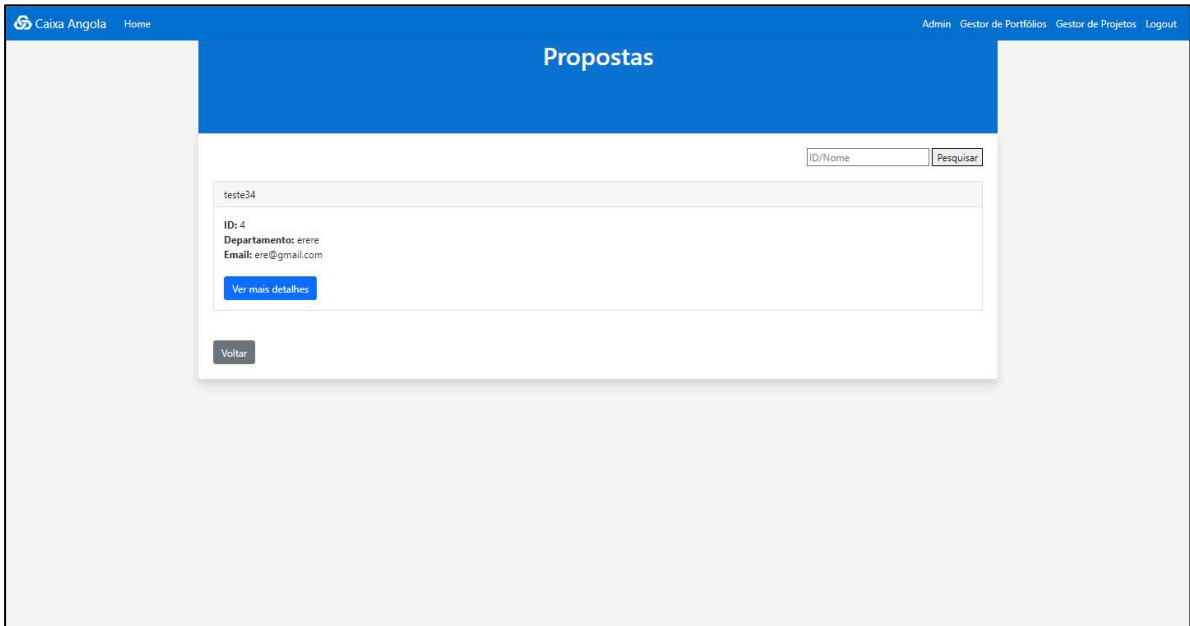 Caixa Angola Home Admin Gestor de Portfólios Gestor de Projetos Logout
Propostas
ID/Nome Pesquisar
teste34
ID: 4
Departamento: erere
Email: ere@gmail.com
Ver mais detalhes
Voltar